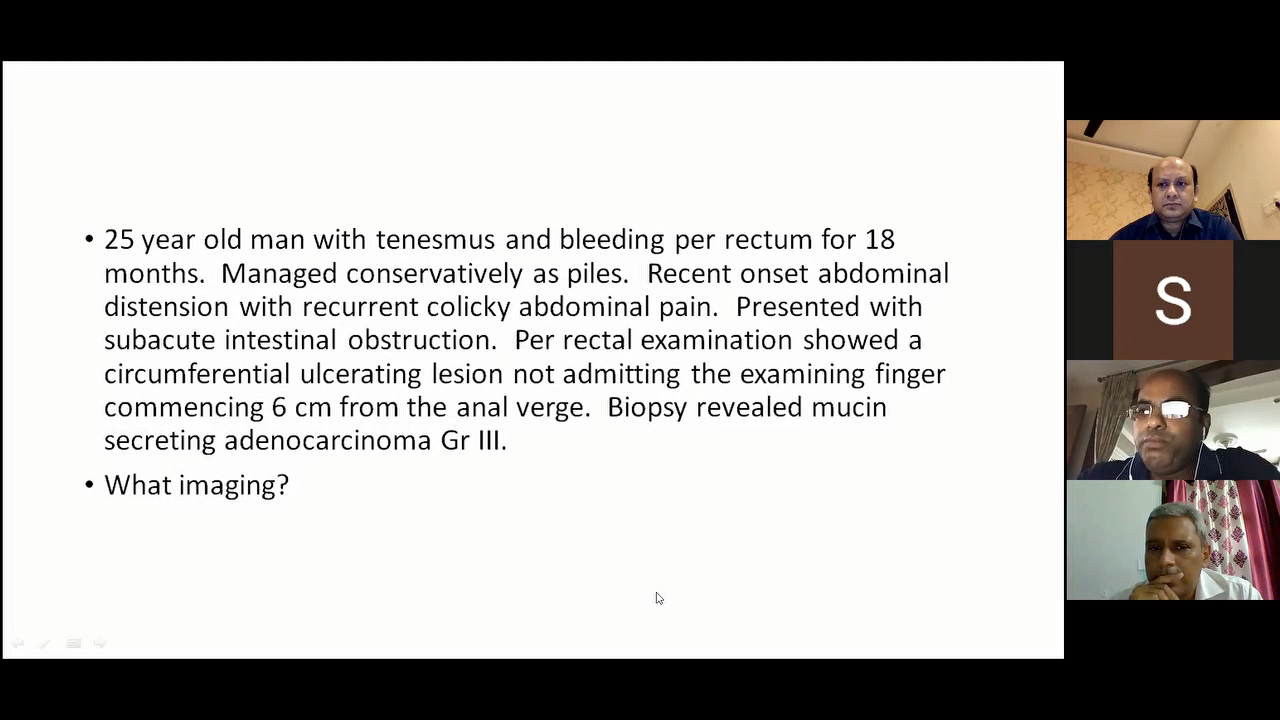 • 25 year old man with tenesmus and bleeding per rectum for 18
months.  Managed conservatively as piles.  Recent onset abdominal
distension with recurrent colicky abdominal pain.  Presented with
subacute intestinal obstruction.  Per rectal examination showed a
circumferential ulcerating lesion not admitting the examining finger
commencing 6 cm from the anal verge.  Biopsy revealed mucin
secreting adenocarcinoma Gr III.
• What imaging?
S